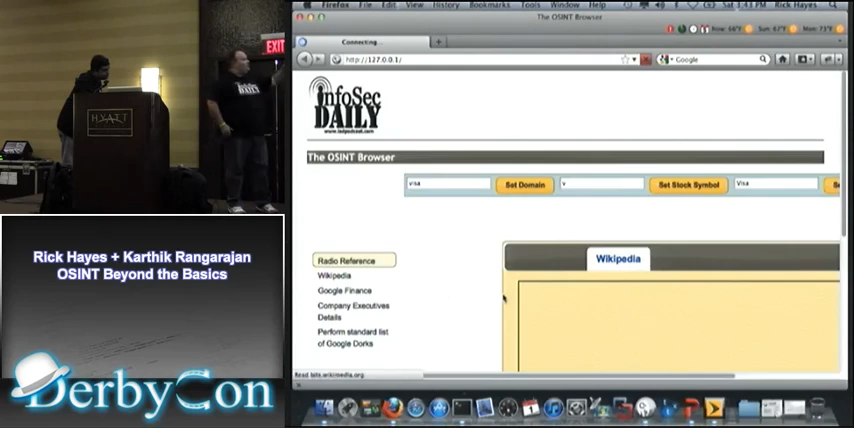 EXIT
HYATT
Rick Hayes + Karthik Rangarajan
OSINT Beyond the Basics
DerbyCon
Firefox File Edit View History Bookmarks Tools Window Help Sat 3:43 PM Rick Hayes
The OSINT Browser
Connecting...
http://127.0.0.1/
Google
InfoSec
DAILY
The OSINT Browser
visa
Set Domain
v
Set Stock Symbol
Visa
Radio Reference
Wikipedia
Google Finance
Company Executives
Details
Perform standard list
of Google Dorks
Wikipedia
Read bits.wikimedia.org